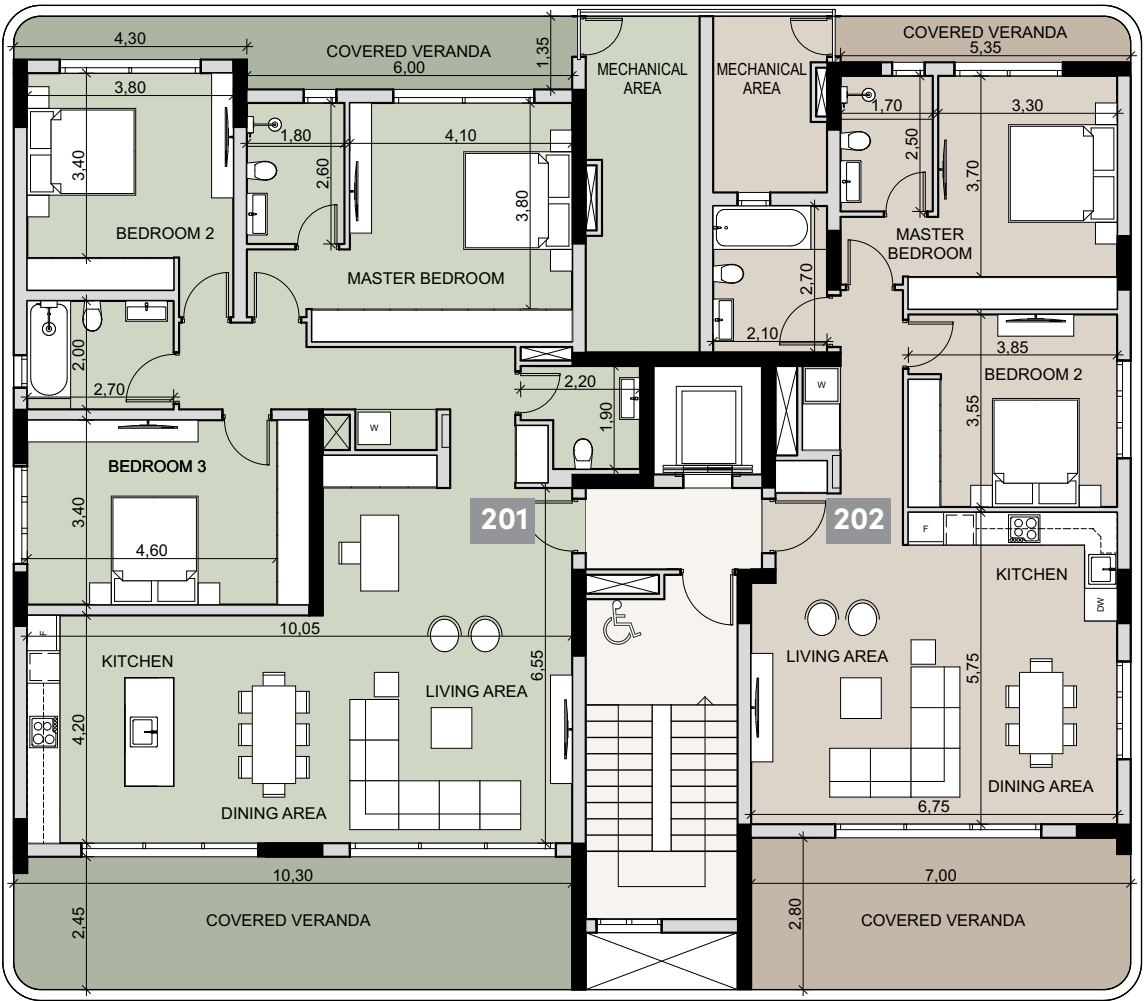 4,30
COVERED VERANDA
6,00
1,35
3,80
3,40
BEDROOM 2
1,80
2,60
4,10
3,80
MASTER BEDROOM
MECHANICAL
AREA
MECHANICAL
AREA
COVERED VERANDA
5,35
1,70
2,50
3,30
3,70
MASTER
BEDROOM
2,70
2,10
2,00
2,70
2,20
1,90
W
W
3,85
BEDROOM 2
3,55
BEDROOM 3
3,40
4,60
201
202
F
KITCHEN
DW
10,05
F
KITCHEN
4,20
6,55
LIVING AREA
DINING AREA
LIVING AREA
5,75
DINING AREA
6,75
10,30
2,45
COVERED VERANDA
7,00
2,80
COVERED VERANDA